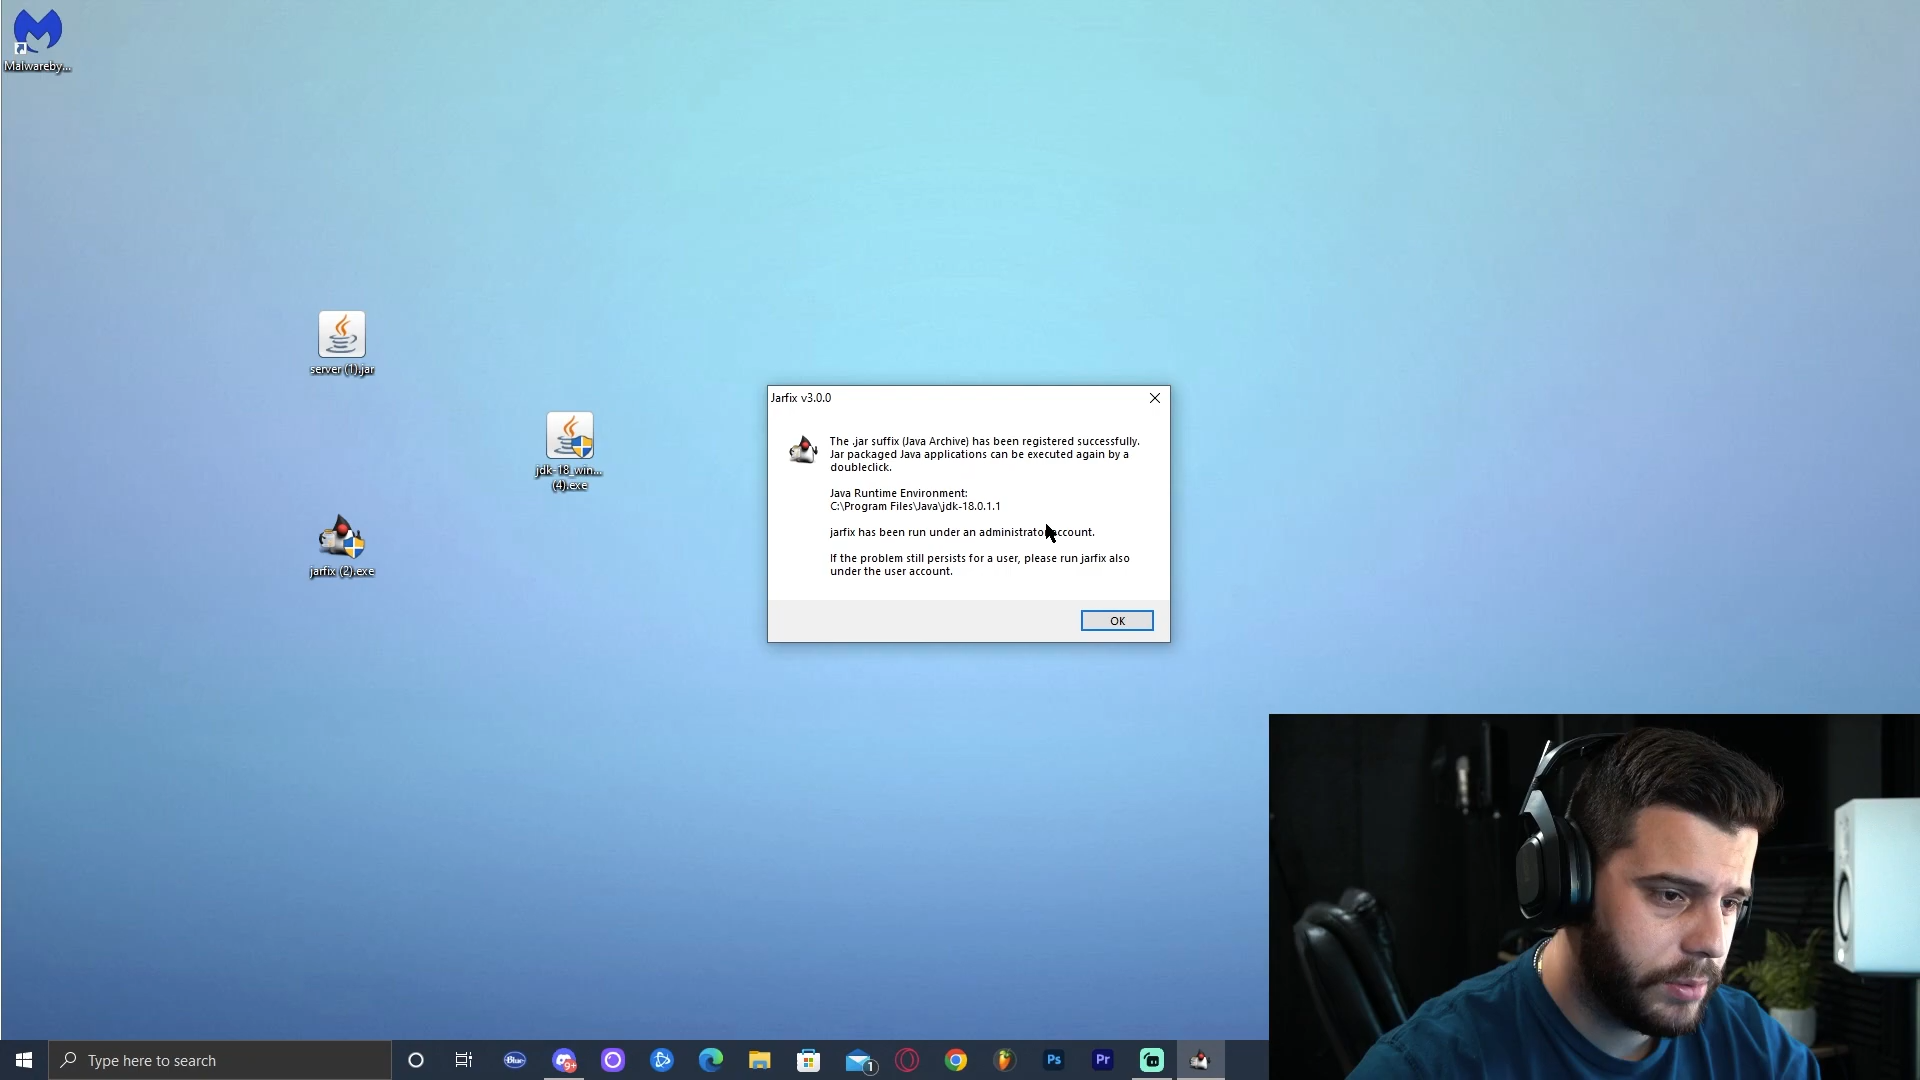 Malwareby...
server (1).jar
jdk-18_win...
(4).exe
jarfix (2).exe
Jarfix v3.0.0
The .jar suffix (Java Archive) has been registered successfully.
Jar packaged Java applications can be executed again by a
doubleclick.
Java Runtime Environment:
C:\Program Files\Java\jdk-18.0.1.1
jarfix has been run under an administrator account.
If the problem still persists for a user, please run jarfix also
under the user account.
OK
Type here to search
Blue
9+
1
Ps
Pr